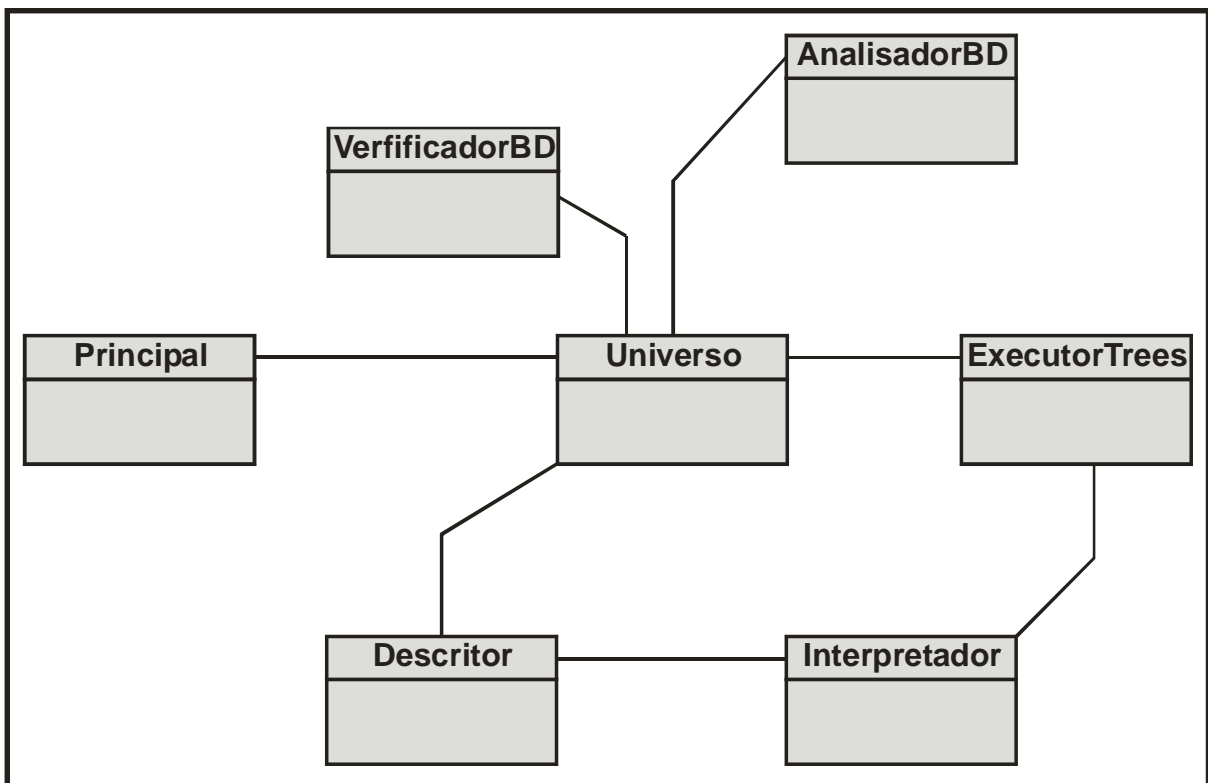 AnalisadorBD
VerfificadorBD
Principal
Universo
ExecutorTrees
Descritor
Interpretador